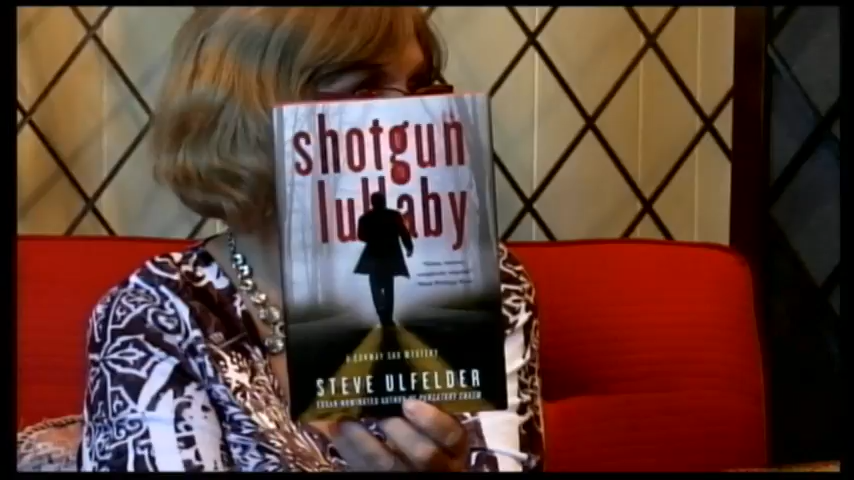 shotgun
lullaby
A CONWAY SAX MYSTERY
STEVE ULFELDER
EDGAR-NOMINATED AUTHOR OF PURGATORY CHASM